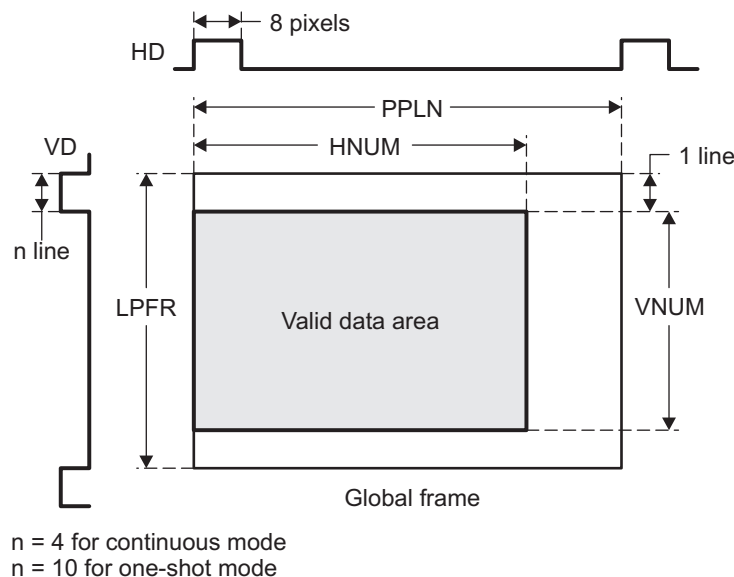 8 pixels
HD
PPLN
VD
HNUM
1 line
n line
LPFR
Valid data area
VNUM
Global frame
n = 4 for continuous mode
n = 10 for one-shot mode